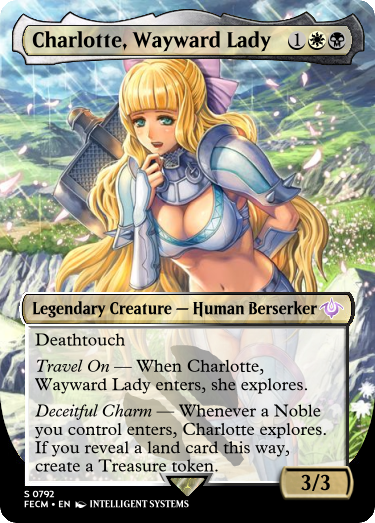 Charlotte, Wayward Lady 1
Legendary Creature — Human Berserker
Deathtouch
Travel On — When Charlotte,
Wayward Lady enters, she explores.
Deceitful Charm — Whenever a Noble
you control enters, Charlotte explores.
If you reveal a land card this way,
create a Treasure token.
3/3
S 0792
FECM • EN INTELLIGENT SYSTEMS